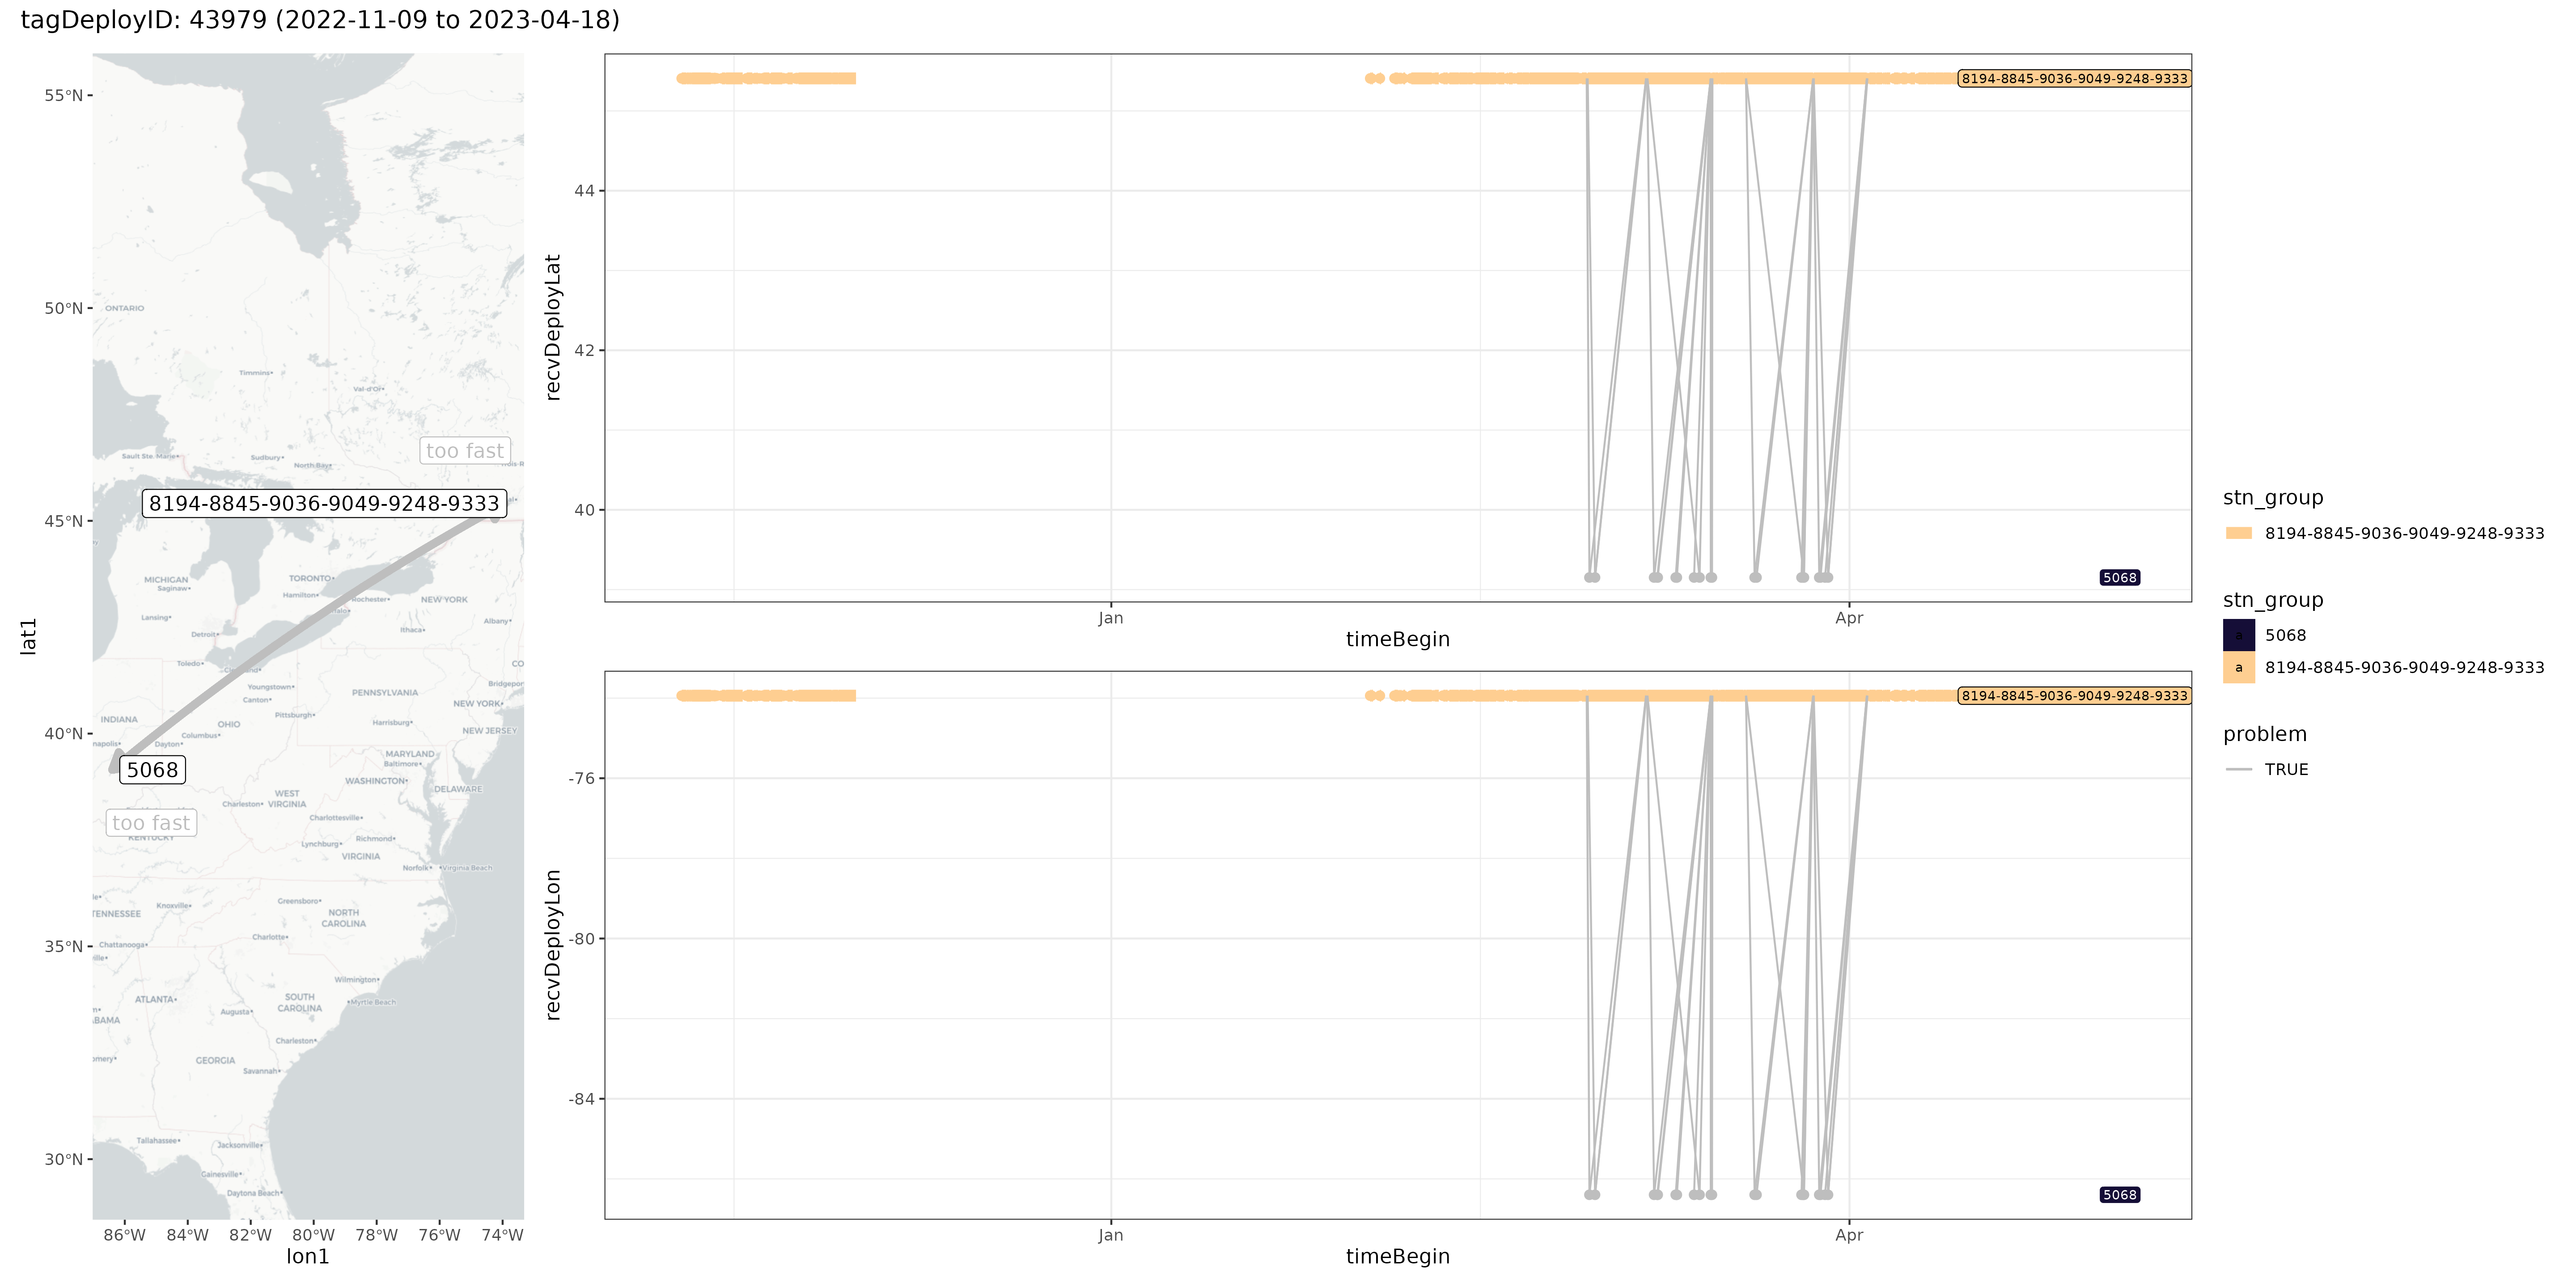 tagDeployID: 43979 (2022-11-09 to 2023-04-18)
55°N
50°N
45°N
40°N
35°N
30°N
lat1
86°W 84°W 82°W 80°W 78°W 76°W 74°W
lon1
ONTARIO
Timmins
Val-d'Or
too fast
Sault Ste. Marie
Sudbury
North Bay
8194-8845-9036-9049-9248-9333
MICHIGAN
Saginaw
TORONTO
Hamilton
Rochester
NEW YORK
Lansing
Ithaca
Albany
Detroit
Toledo
CO
Youngstown
PENNSYLVANIA
Bridgepor
Canton
NEW YORK
INDIANA
OHIO
Pittsburgh
Harrisburg
NEW JERSEY
Columbus
napolis
Dayton
MARYLAND
Baltimore
5068
WASHINGTON
DELAWARE
WEST
VIRGINIA
Charleston
too fast
Charlottesville
KENTUCKY
Richmond
Lynchburg
VIRGINIA
Norfolk
Virginia Beach
Greensboro
Knoxville
TENNESSEE
NORTH
CAROLINA
Charlotte
Chattanooga
ville
Wilmington
ATLANTA
SOUTH
CAROLINA
Myrtle Beach
Augusta
BAMA
Charleston
omery
GEORGIA
Savannah
Tallahassee
Jacksonville
Gainesville
Daytona Beach
recvDeployLat
44
42
40
8194-8845-9036-9049-9248-9333
5068
Jan
Apr
timeBegin
recvDeployLon
-76
-80
-84
8194-8845-9036-9049-9248-9333
5068
Jan
Apr
timeBegin
stn_group
8194-8845-9036-9049-9248-9333
stn_group
a 5068
a 8194-8845-9036-9049-9248-9333
problem
TRUE